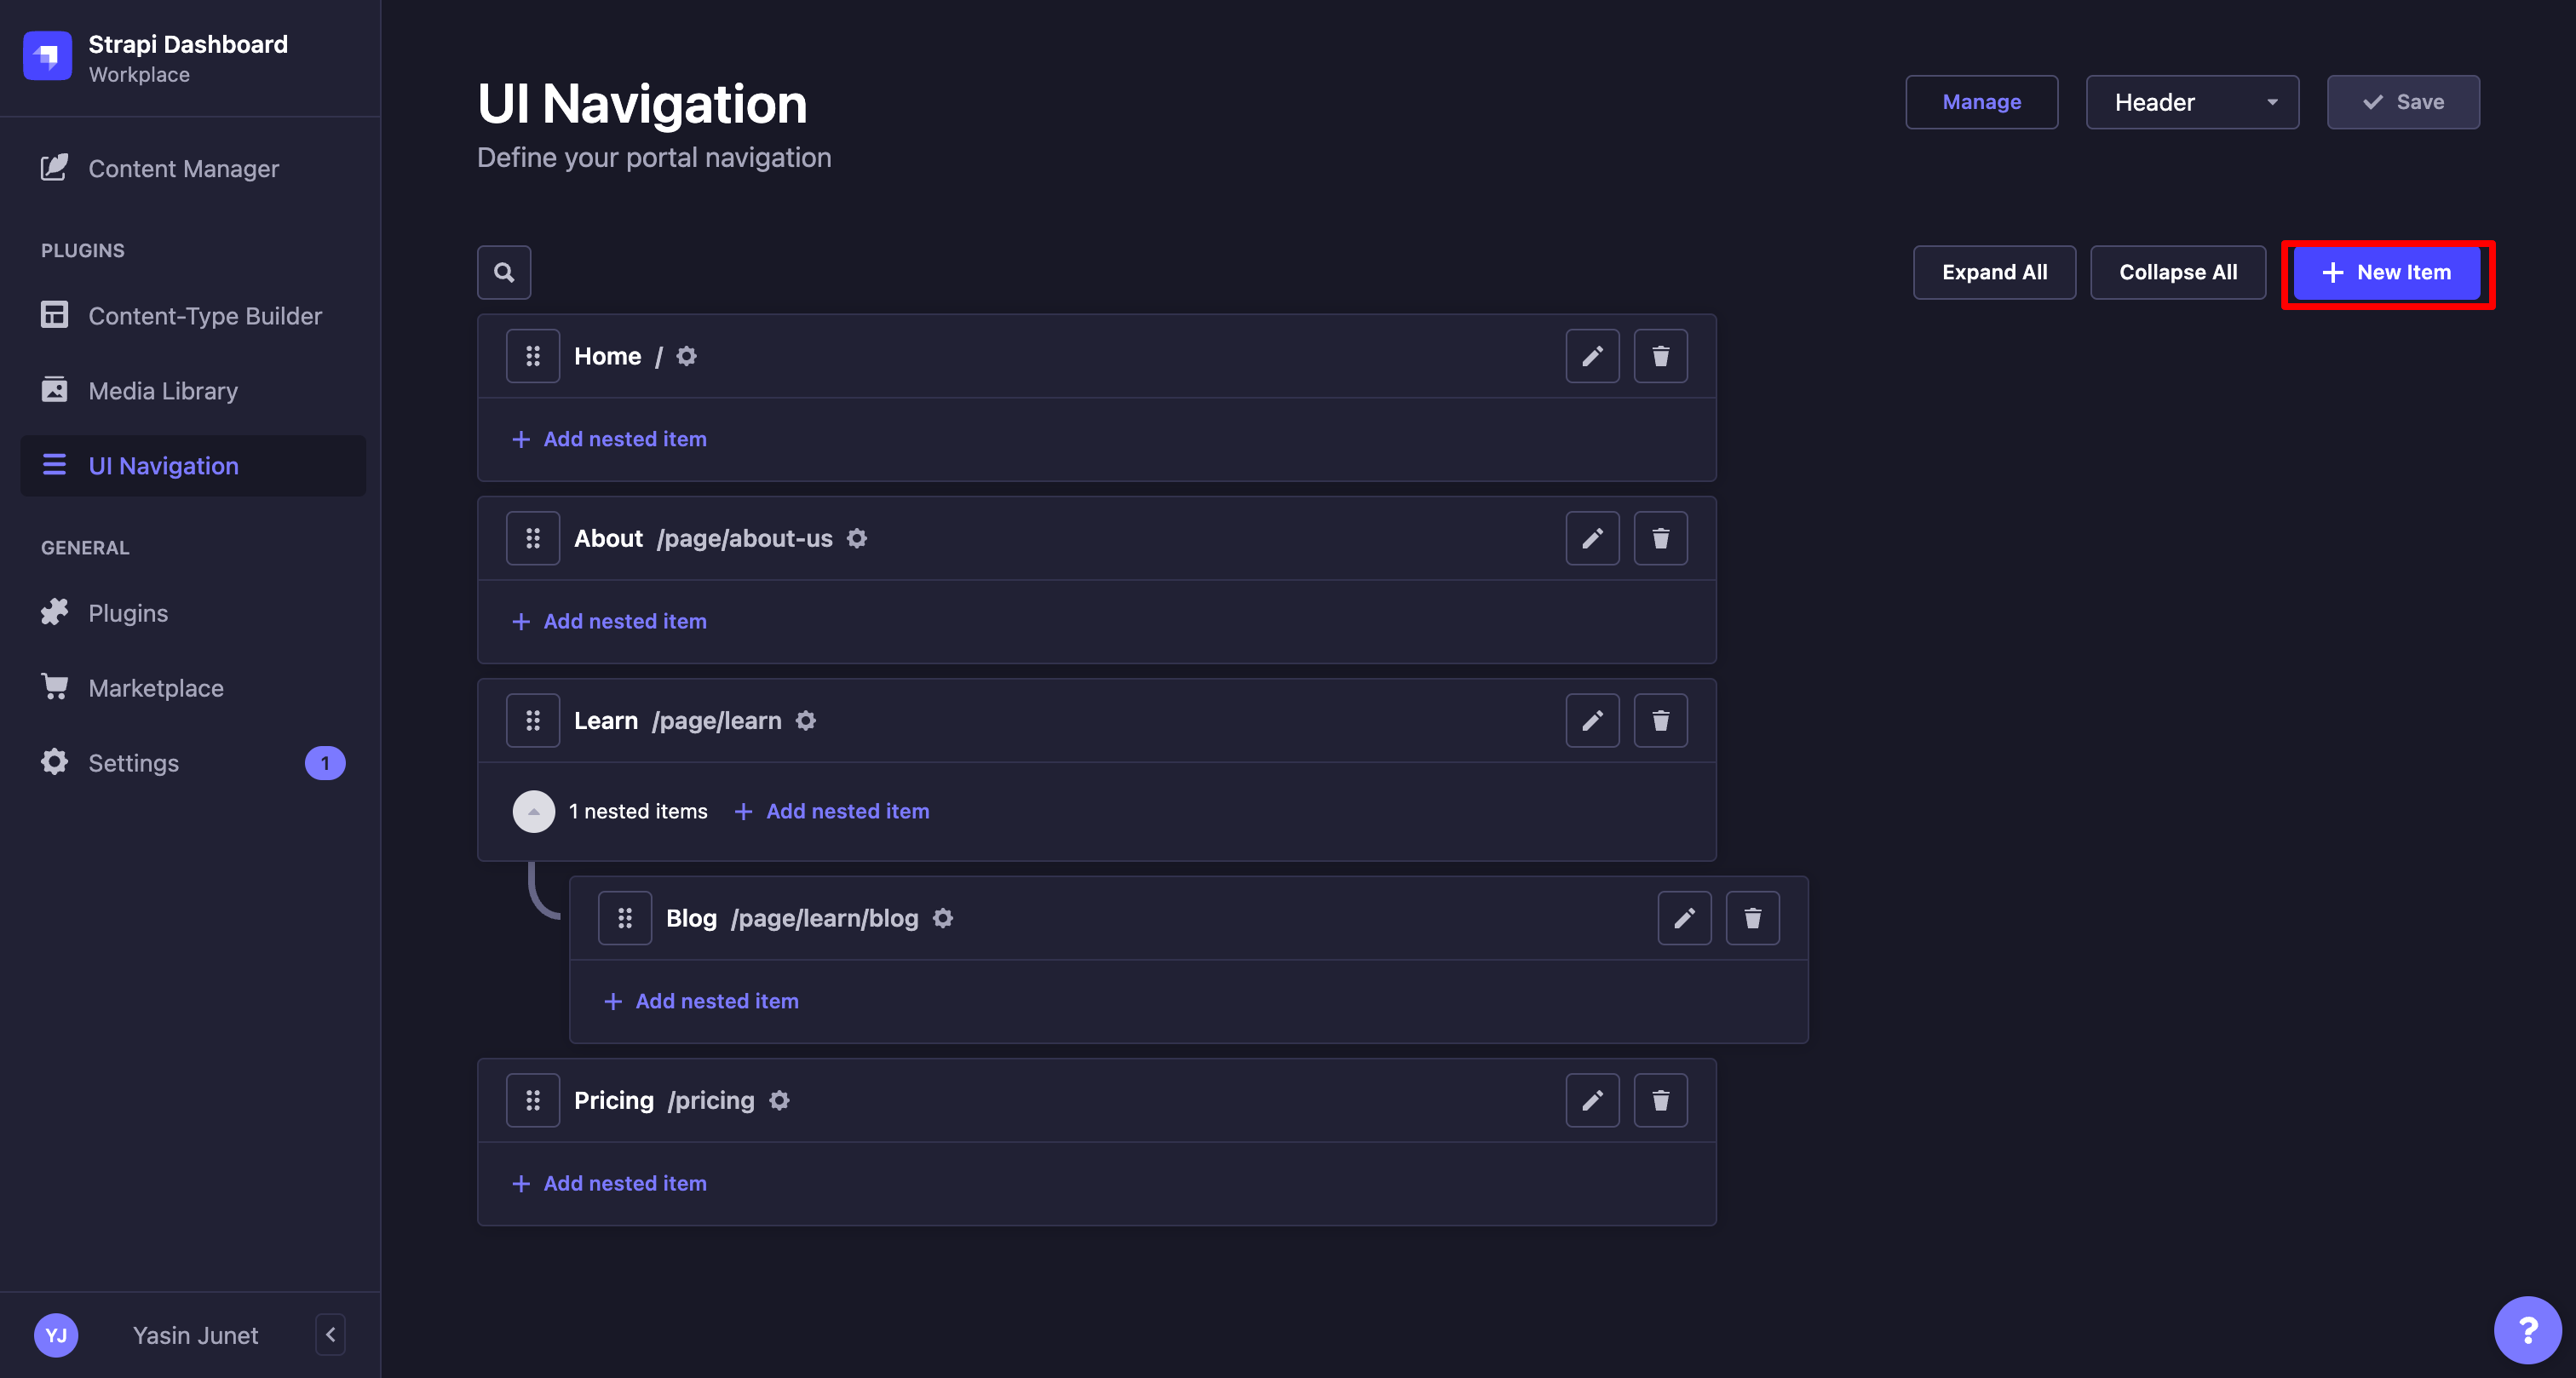 Strapi Dashboard
Workplace
Content Manager
PLUGINS
Content-Type Builder
Media Library
UI Navigation
GENERAL
Plugins
Marketplace
Settings
1
YJ
Yasin Junet
UI Navigation
Define your portal navigation
Manage
Header
Save
Expand All
Collapse All
New Item
Home /
Add nested item
About /page/about-us
Add nested item
Learn /page/learn
1 nested items
Add nested item
Blog /page/learn/blog
Add nested item
Pricing /pricing
Add nested item
?